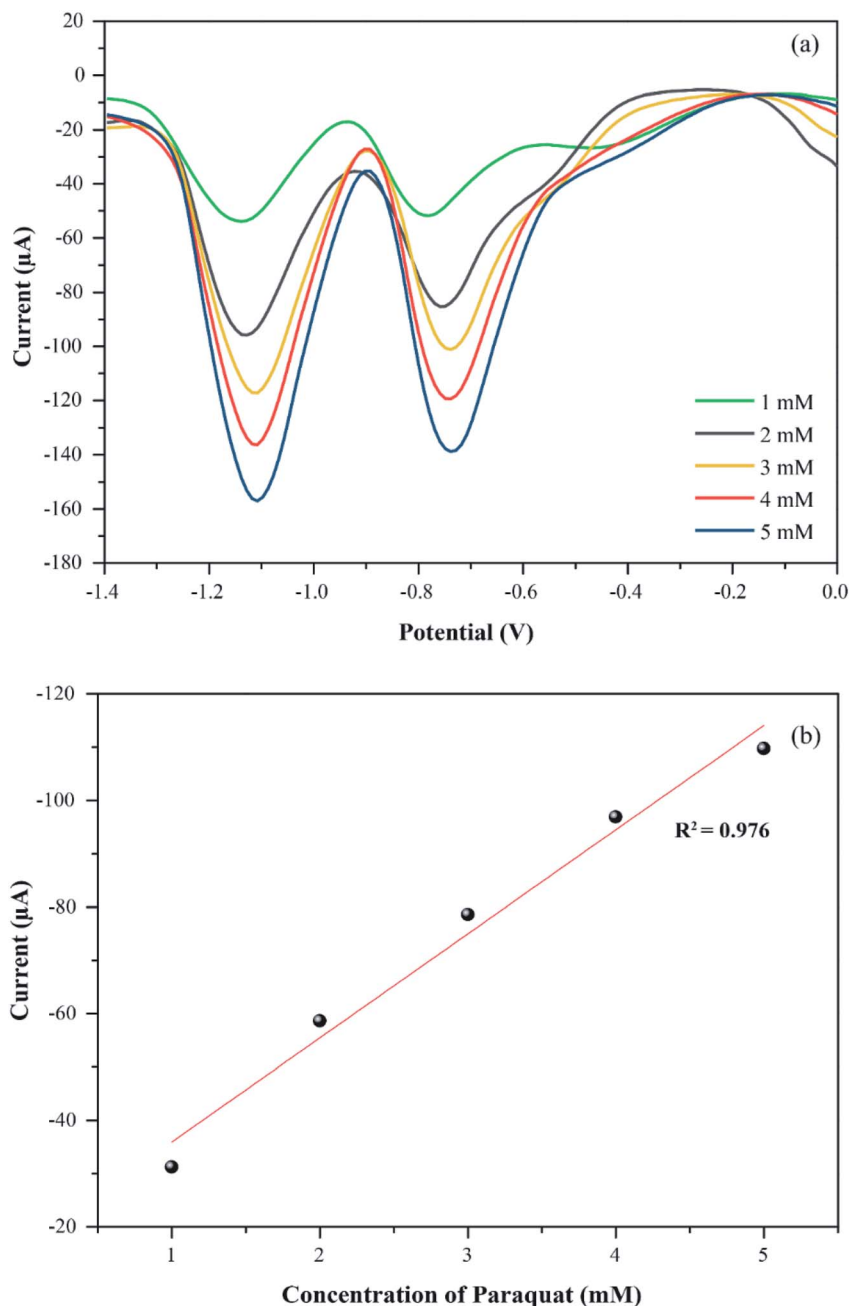 (a)
20
0
-20
-40
-60
-80
-100
-120
-140
-160
-180
Current (µA)
1 mM
2 mM
3 mM
4 mM
5 mM
-1.4 -1.2 -1.0 -0.8 -0.6 -0.4 -0.2 0.0
Potential (V)
(b)
-120
-100
-80
-60
-40
-20
Current (µA)
R² = 0.976
1 2 3 4 5
Concentration of Paraquat (mM)